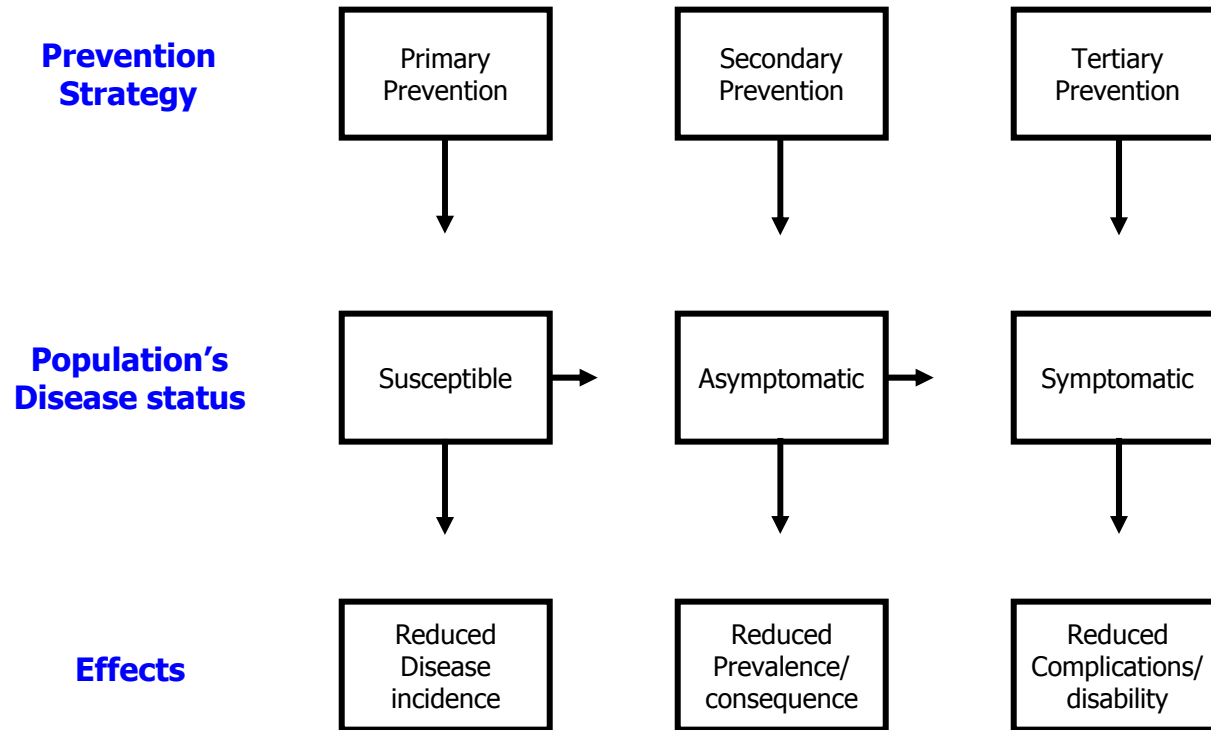 Prevention
Strategy
Primary
Prevention
Secondary
Prevention
Tertiary
Prevention
Population’s
Disease status
Susceptible
Asymptomatic
Symptomatic
Effects
Reduced
Disease
incidence
Reduced
Prevalence/
consequence
Reduced
Complications/
disability